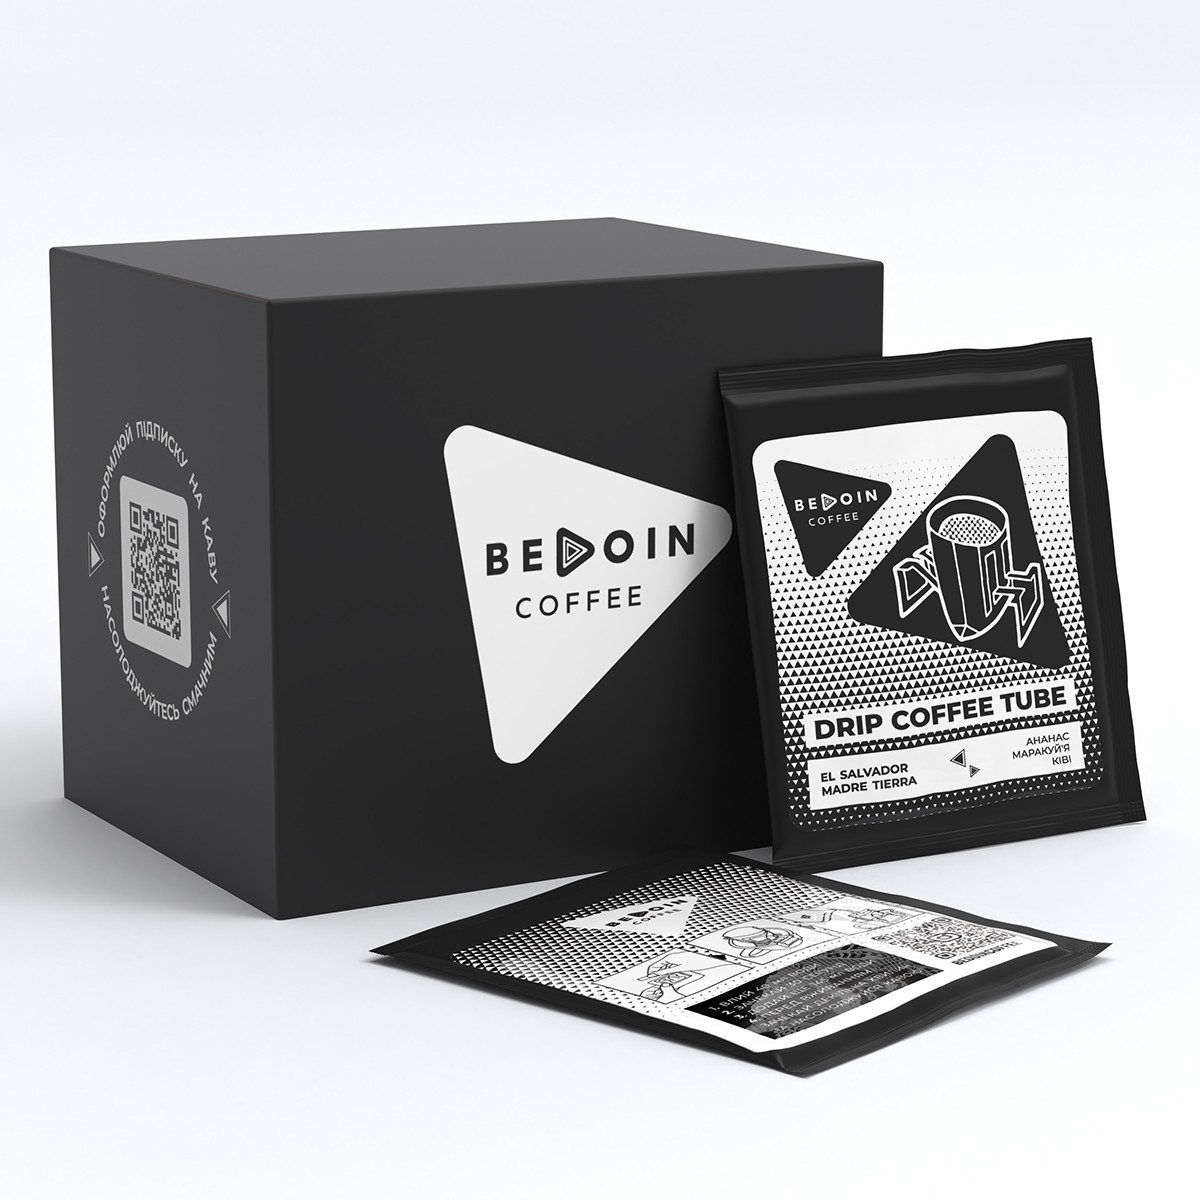 ОФОРМЛЮЙ ПІДПИСКУ НА КАВУ
НАСОЛОДЖУЙТЕСЬ СМАЧНИМ
BEDOIN
COFFEE
BEDOIN
COFFEE
DRIP COFFEE TUBE
EL SALVADOR
MADRE TIERRA
АНАНАС
МАРАКУЙ'Я
КІВІ
BEDOIN
COFFEE